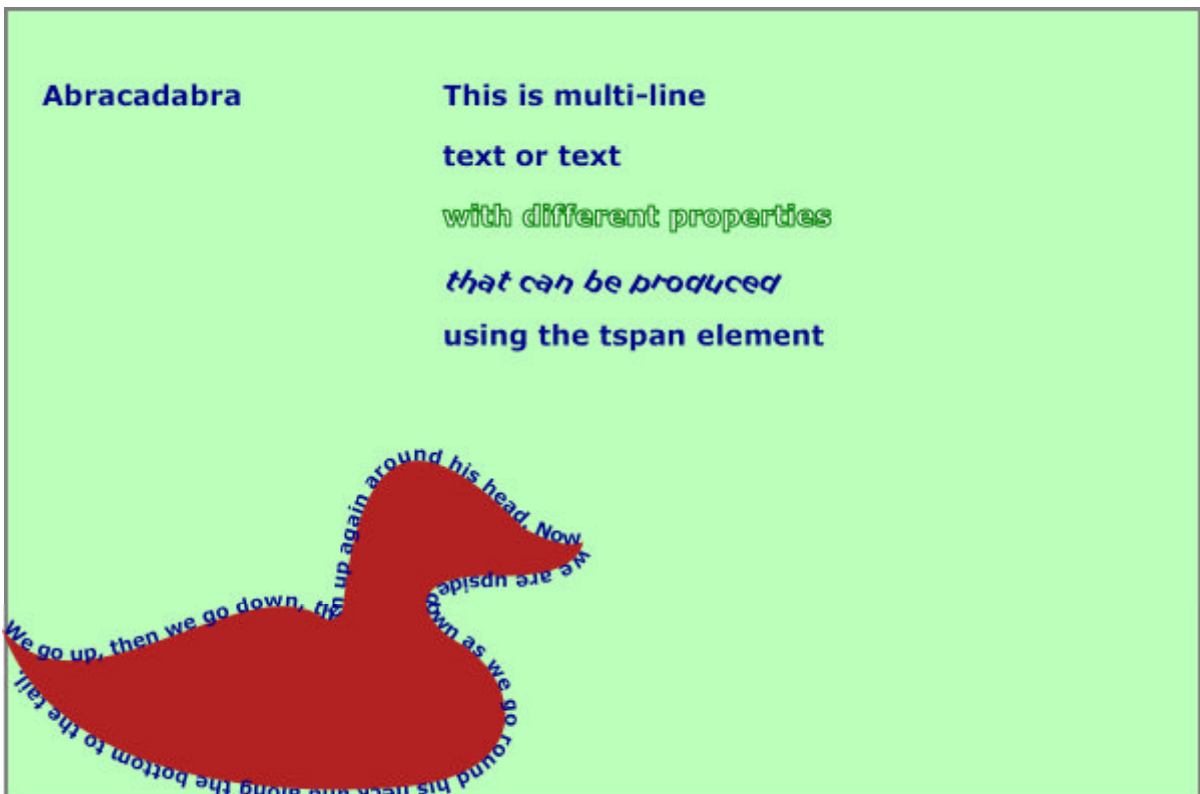 Abracadabra
This is multi-line
text or text
with different properties
that can be produced
using the tspan element
We go up, then we go down, then up again around his head. Now we are upside down as we go round his neck and along the bottom to the tail.